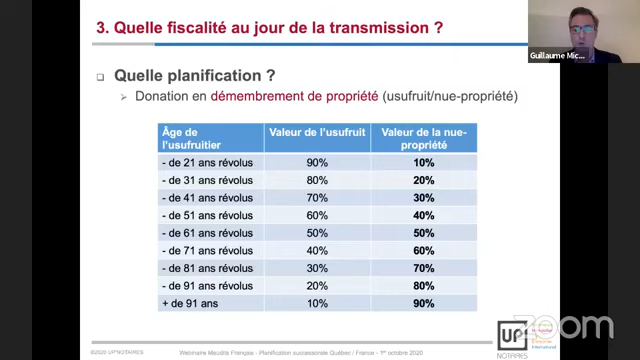 3. Quelle fiscalité au jour de la transmission ?
Guillaume Mic...
Quelle planification ?
Donation en démembrement de propriété (usufruit/nue-propriété)
Âge de l'usufruitier Valeur de l'usufruit Valeur de la nue-propriété
- de 21 ans révolus 90% 10%
- de 31 ans révolus 80% 20%
- de 41 ans révolus 70% 30%
- de 51 ans révolus 60% 40%
- de 61 ans révolus 50% 50%
- de 71 ans révolus 40% 60%
- de 81 ans révolus 30% 70%
- de 91 ans révolus 20% 80%
+ de 91 ans 10% 90%
zoom
UP
NOTAIRES
International
©2020 UP'NOTAIRES
Webinaire Maudits Français - Planification successorale Québec / France - 1er octobre 2020